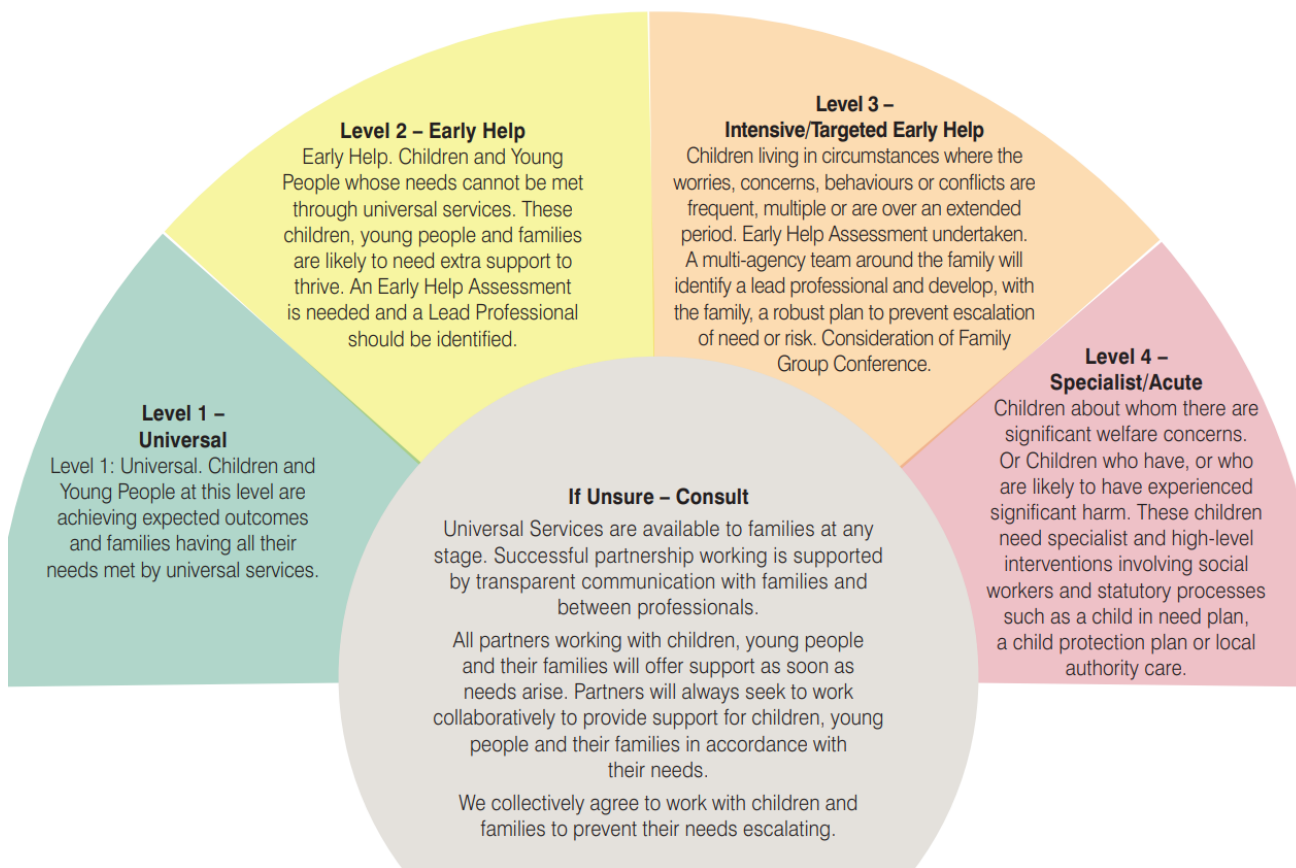 Level 1 –
Universal
Level 1: Universal. Children and
Young People at this level are
achieving expected outcomes
and families having all their
needs met by universal services.
Level 2 – Early Help
Early Help. Children and Young
People whose needs cannot be met
through universal services. These
children, young people and families
are likely to need extra support to
thrive. An Early Help Assessment
is needed and a Lead Professional
should be identified.
Level 3 –
Intensive/Targeted Early Help
Children living in circumstances where the
worries, concerns, behaviours or conflicts are
frequent, multiple or are over an extended
period. Early Help Assessment undertaken.
A multi-agency team around the family will
identify a lead professional and develop, with
the family, a robust plan to prevent escalation
of need or risk. Consideration of Family
Group Conference.
Level 4 –
Specialist/Acute
Children about whom there are
significant welfare concerns.
Or Children who have, or who
are likely to have experienced
significant harm. These children
need specialist and high-level
interventions involving social
workers and statutory processes
such as a child in need plan,
a child protection plan or local
authority care.
If Unsure – Consult
Universal Services are available to families at any
stage. Successful partnership working is supported
by transparent communication with families and
between professionals.
All partners working with children, young people
and their families will offer support as soon as
needs arise. Partners will always seek to work
collaboratively to provide support for children, young
people and their families in accordance with
their needs.
We collectively agree to work with children and
families to prevent their needs escalating.